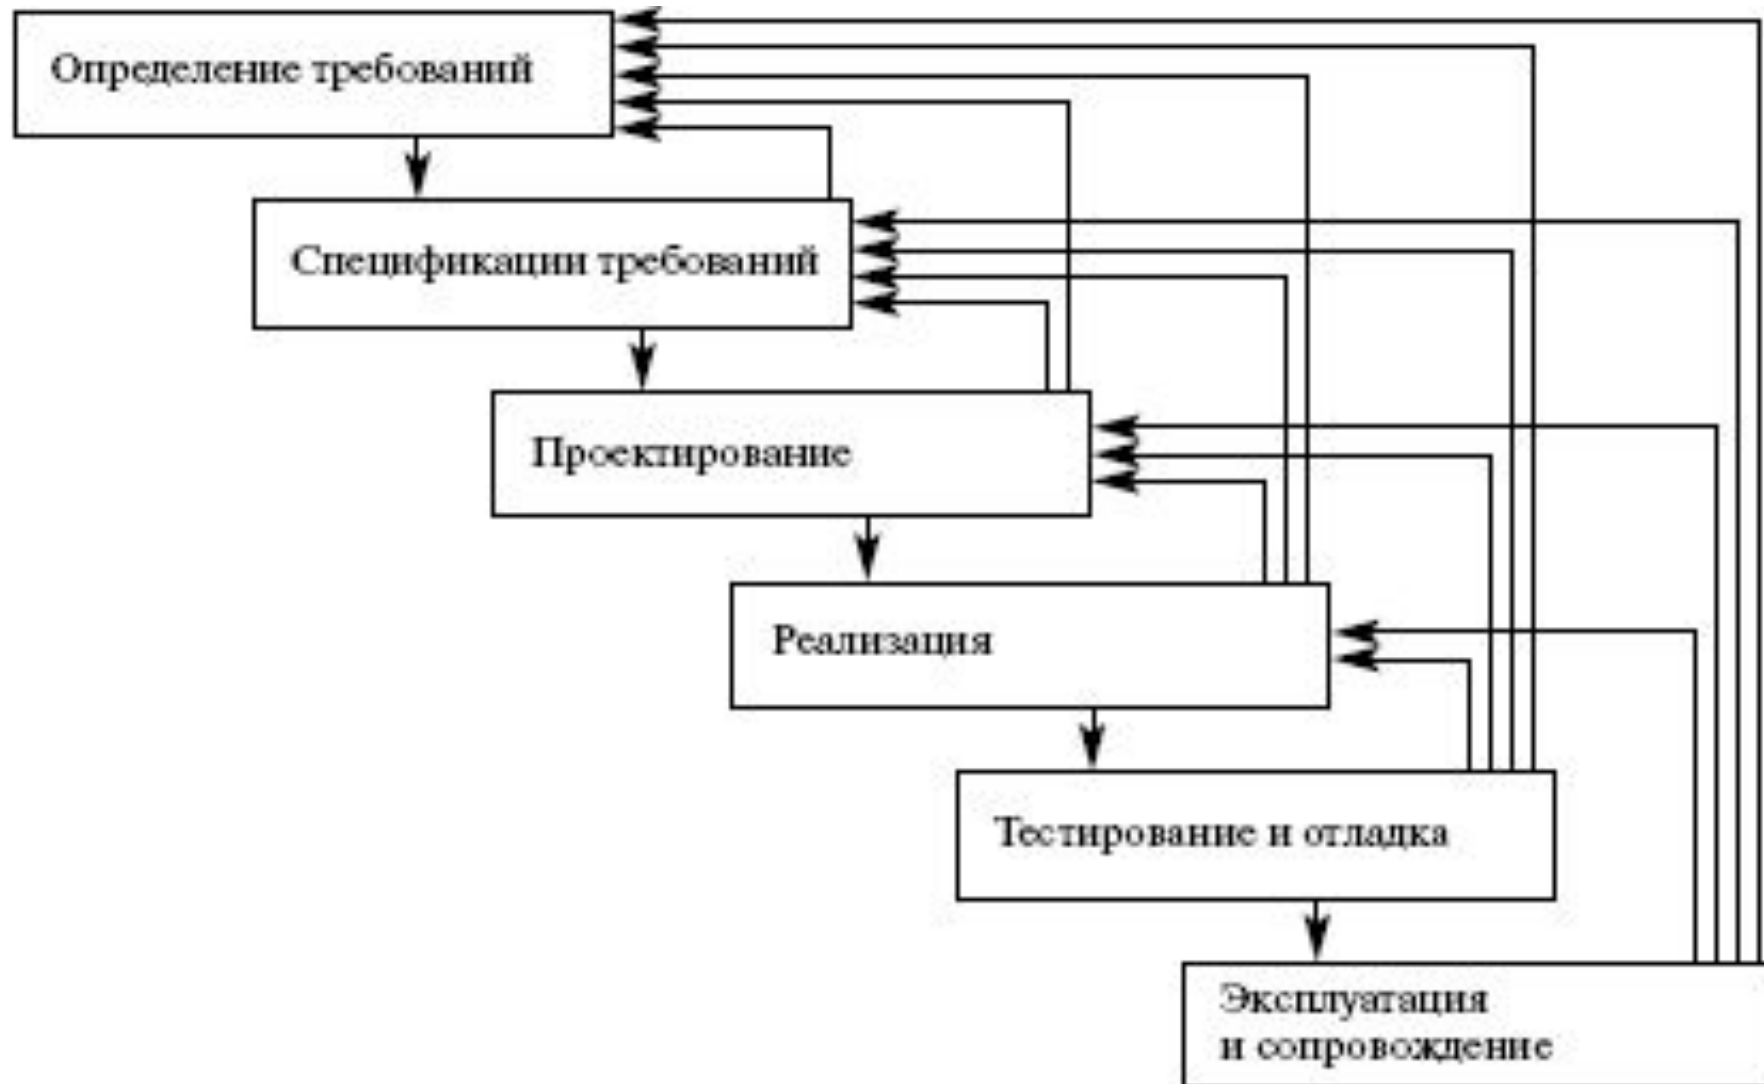 Определение требований
Спецификации требований
Проектирование
Реализация
Тестирование и отладка
Эксплуатация
и сопровождение